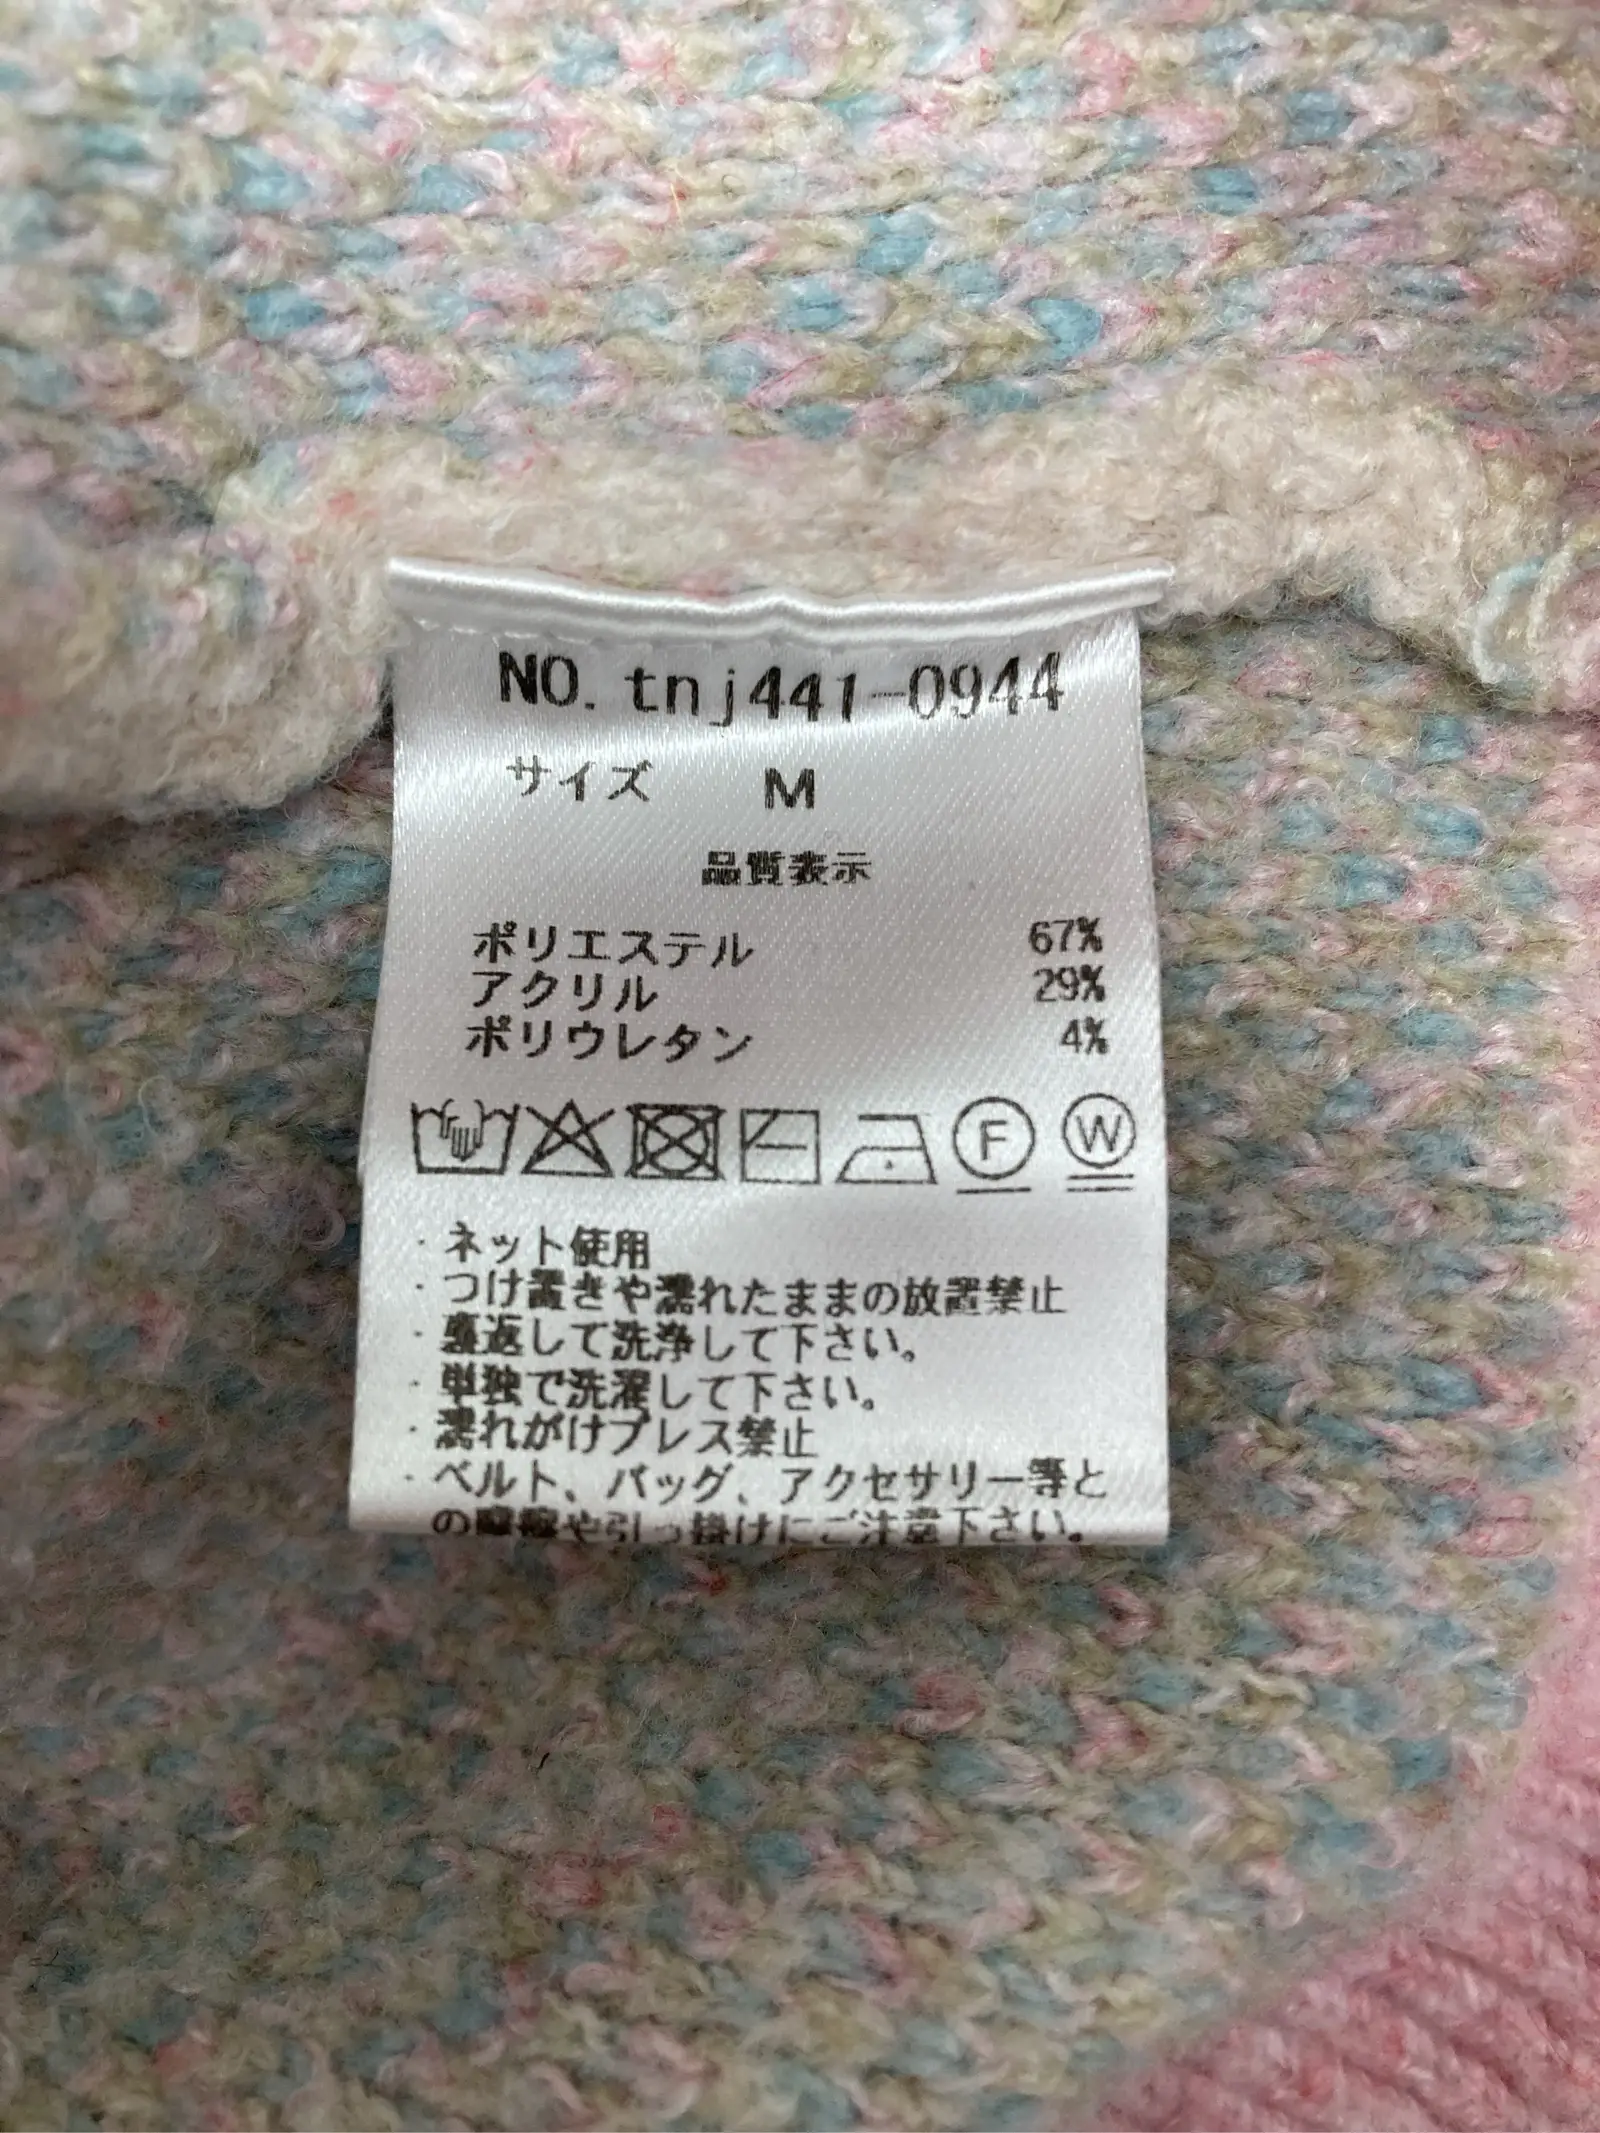 NO. tnj441-0944
サイズ M
品質表示
ポリエステル 67%
アクリル 29%
ポリウレタン 4%
F W
・ネット使用
・つけ置きや濡れたままの放置禁止
・裏返して洗浄して下さい。
・単独で洗濯して下さい。
・濡れがけプレス禁止
・ベルト、バッグ、アクセサリー等と
の摩擦や引っ掛けにご注意下さい。